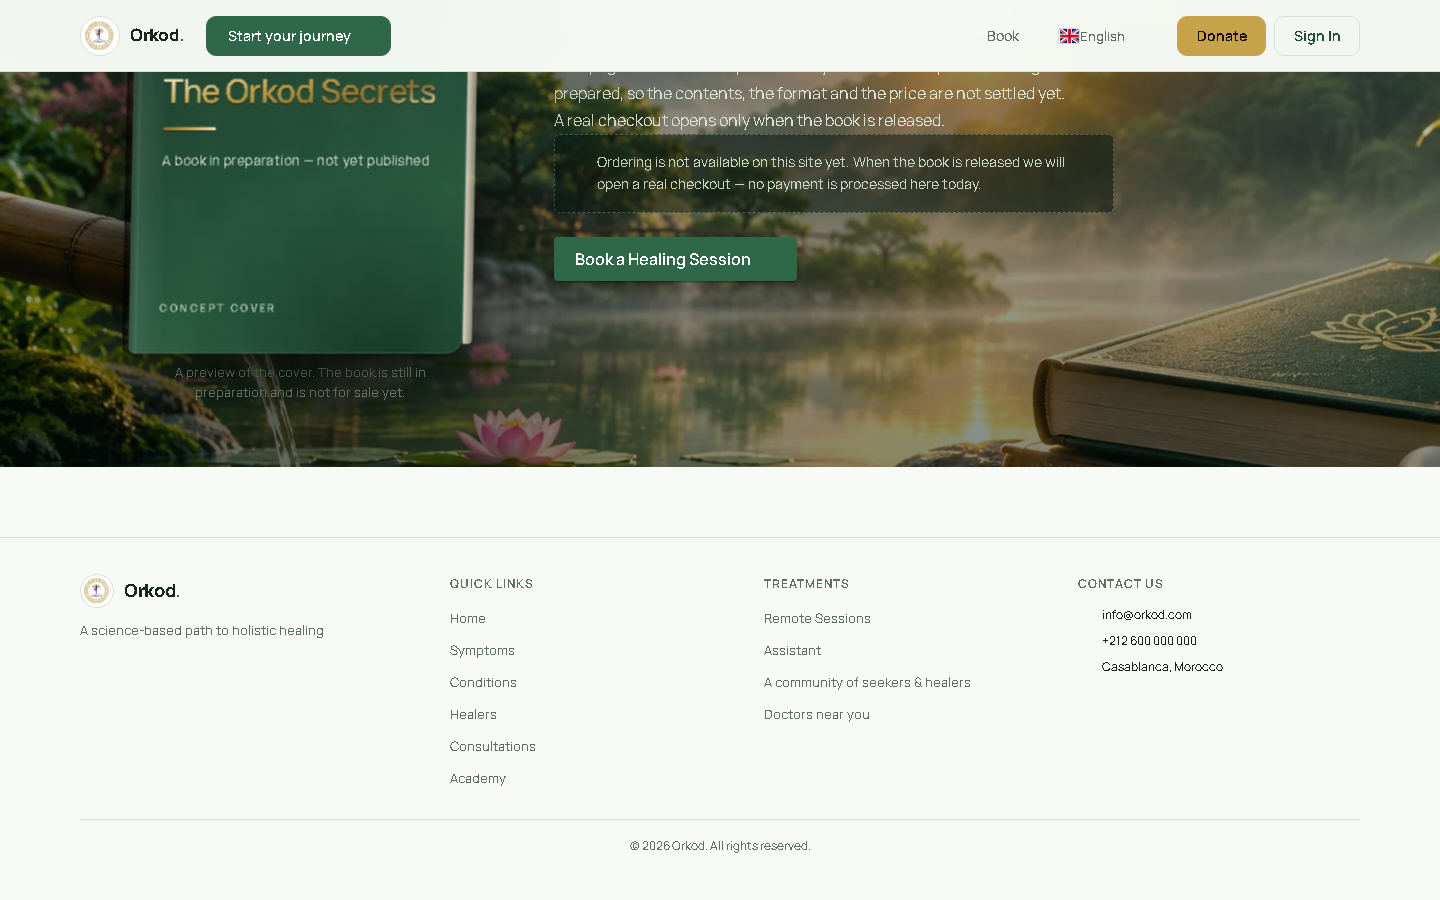 Orkod.
Start your journey
Book
English
Donate
Sign In
The Orkod Secrets
A book in preparation — not yet published
CONCEPT COVER
A preview of the cover. The book is still in
preparation and is not for sale yet.
prepared, so the contents, the format and the price are not settled yet.
A real checkout opens only when the book is released.
Ordering is not available on this site yet. When the book is released we will
open a real checkout — no payment is processed here today.
Book a Healing Session
Orkod.
A science-based path to holistic healing
QUICK LINKS
Home
Symptoms
Conditions
Healers
Consultations
Academy
TREATMENTS
Remote Sessions
Assistant
A community of seekers & healers
Doctors near you
CONTACT US
info@orkod.com
+212 600 000 000
Casablanca, Morocco
© 2026 Orkod. All rights reserved.